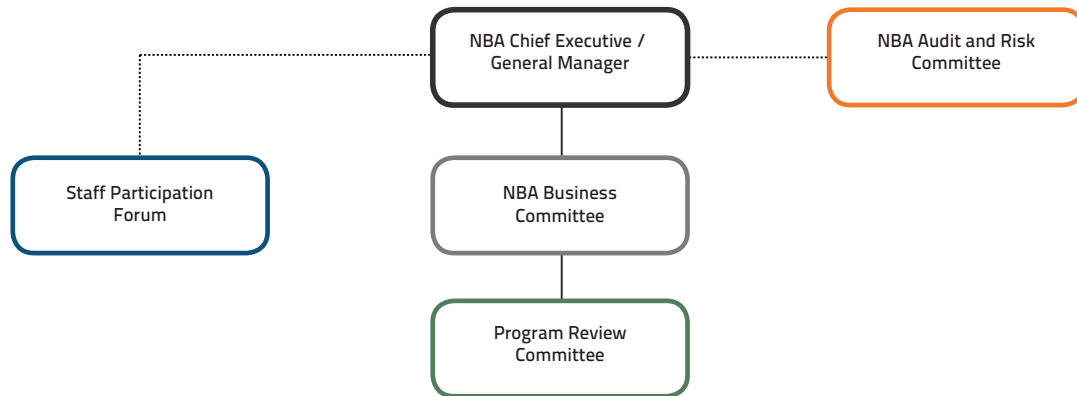 NBA Chief Executive /
General Manager
NBA Audit and Risk
Committee
Staff Participation
Forum
NBA Business
Committee
Program Review
Committee